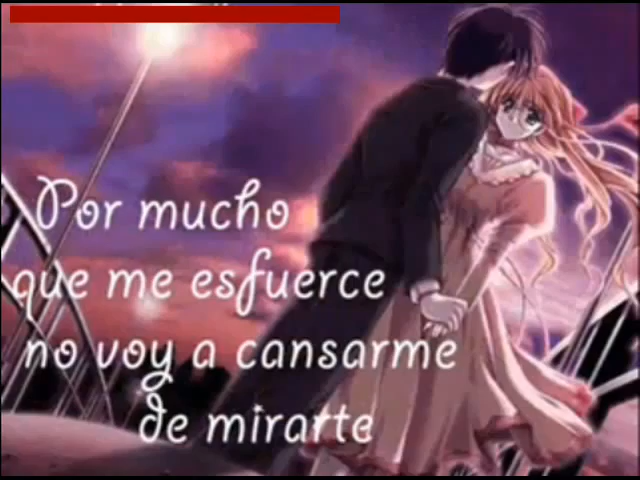 Por mucho
que me esfuerce
no voy a cansarme
de mirarte